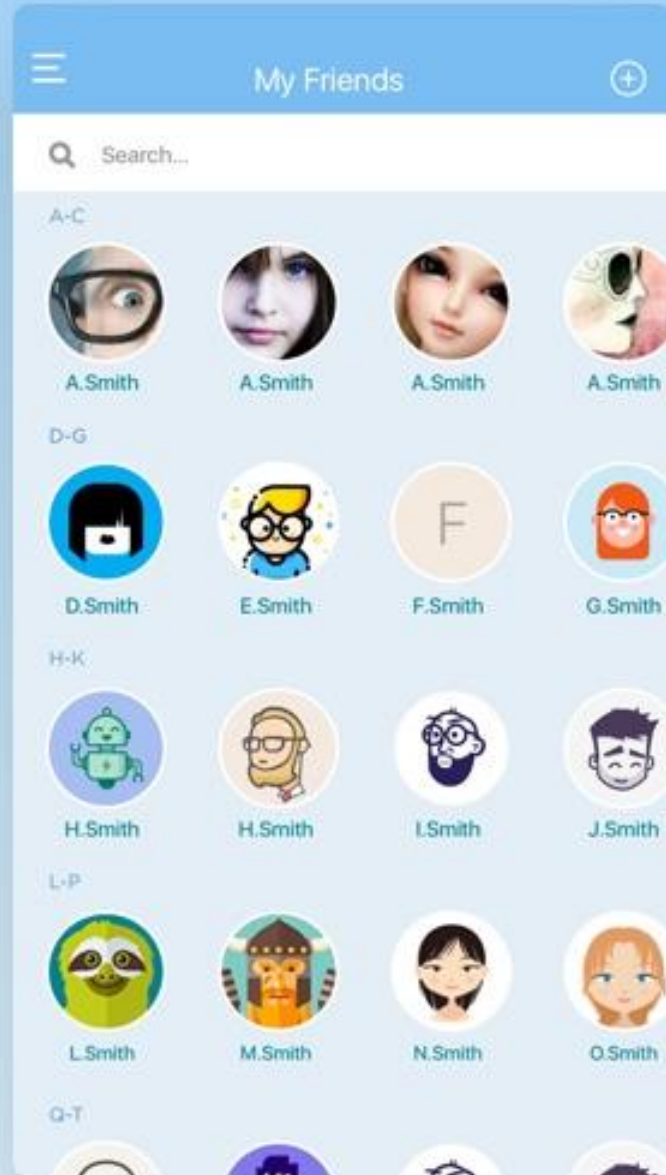 My Friends
Search...
A-C
A.Smith A.Smith A.Smith A.Smith
D-G
F
D.Smith E.Smith F.Smith G.Smith
H-K
H.Smith H.Smith I.Smith J.Smith
L-P
L.Smith M.Smith N.Smith O.Smith
Q-T